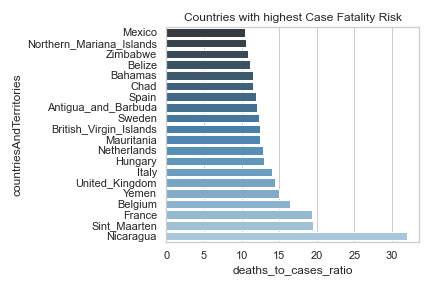 Countries with highest Case Fatality Risk
countriesAndTerritories
Mexico
Northern_Mariana_Islands
Zimbabwe
Belize
Bahamas
Chad
Spain
Antigua_and_Barbuda
Sweden
British_Virgin_Islands
Mauritania
Netherlands
Hungary
Italy
United_Kingdom
Yemen
Belgium
France
Sint_Maarten
Nicaragua
0 5 10 15 20 25 30
deaths_to_cases_ratio